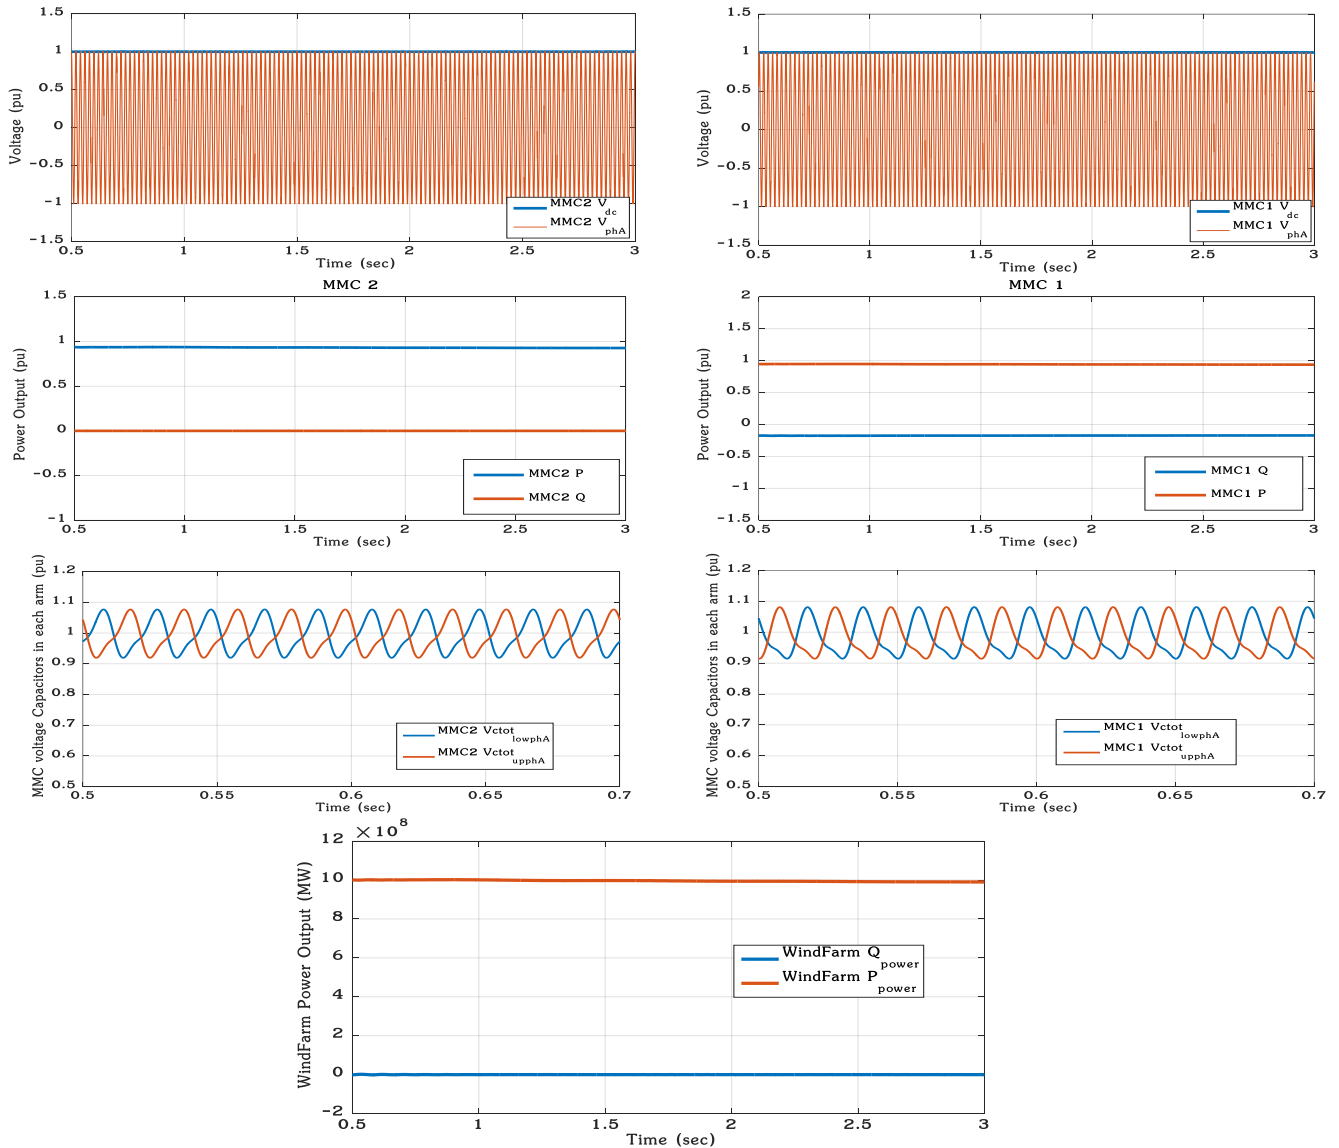 1.5
1
0.5
0
-0.5
-1
-1.5
Voltage (pu)
MMC2 V
dc
MMC2 V
phA
0.5
1
1.5
2
2.5
3
Time (sec)
1.5
1
0.5
0
-0.5
-1
-1.5
Voltage (pu)
MMC1 V
dc
MMC1 V
phA
0.5
1
1.5
2
2.5
3
Time (sec)
MMC 2
1.5
1
0.5
0
-0.5
-1
Power Output (pu)
MMC2 P
MMC2 Q
0.5
1
1.5
2
2.5
3
Time (sec)
MMC 1
2
1.5
1
0.5
0
-0.5
-1
-1.5
Power Output (pu)
MMC1 Q
MMC1 P
0.5
1
1.5
2
2.5
3
Time (sec)
1.2
1.1
1
0.9
0.8
0.7
0.6
0.5
MMC voltage Capacitors in each arm (pu)
MMC2 Vctot
lowphA
MMC2 Vctot
upphA
0.5
0.55
0.6
0.65
0.7
Time (sec)
1.2
1.1
1
0.9
0.8
0.7
0.6
0.5
MMC voltage Capacitors in each arm (pu)
MMC1 Vctot
lowphA
MMC1 Vctot
upphA
0.5
0.55
0.6
0.65
0.7
Time (sec)
×10^8
12
10
8
6
4
2
0
-2
WindFarm Power Output (MW)
WindFarm Q
power
WindFarm P
power
0.5
1
1.5
2
2.5
3
Time (sec)